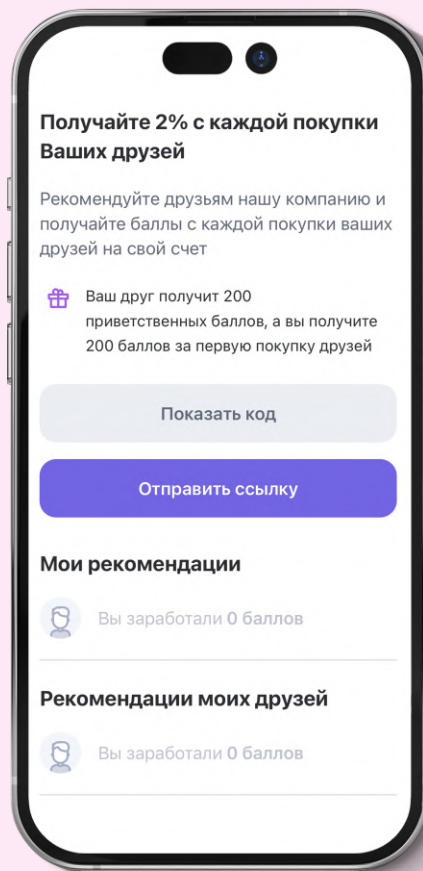 Получайте 2% с каждой покупки
Ваших друзей
Рекомендуйте друзьям нашу компанию и
получайте баллы с каждой покупки ваших
друзей на свой счет
Ваш друг получит 200
приветственных баллов, а вы получите
200 баллов за первую покупку друзей
Показать код
Отправить ссылку
Мои рекомендации
Вы заработали 0 баллов
Рекомендации моих друзей
Вы заработали 0 баллов